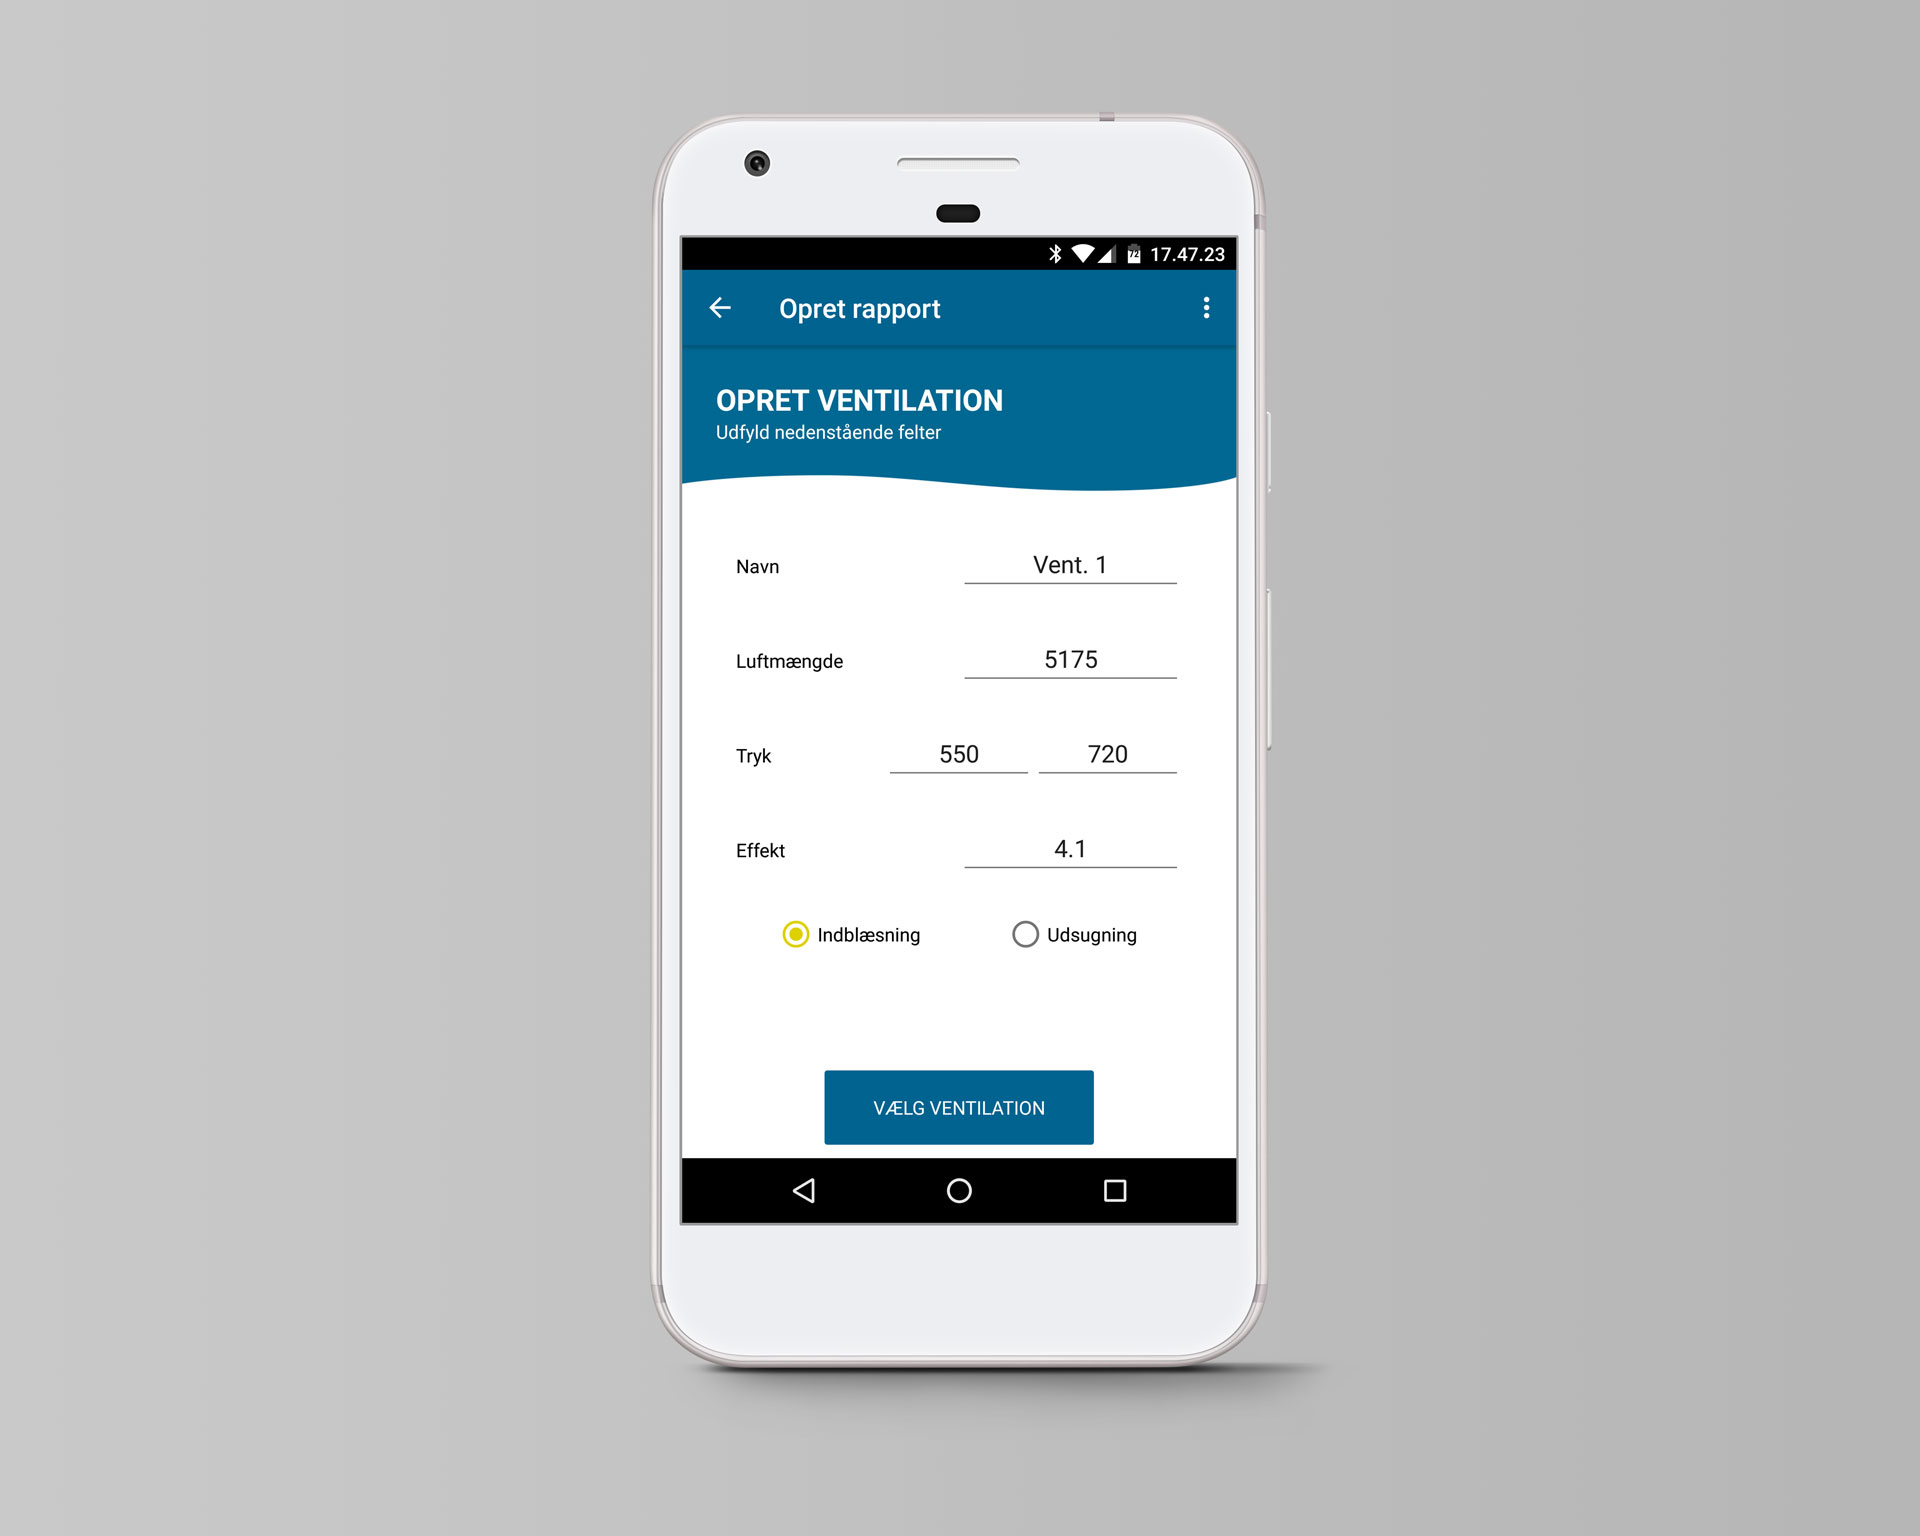 72 17.47.23
Opret rapport
OPRET VENTILATION
Udfyld nedenstående felter
Navn Vent. 1
Luftmængde 5175
Tryk 550 720
Effekt 4.1
Indblæsning Udsugning
VÆLG VENTILATION